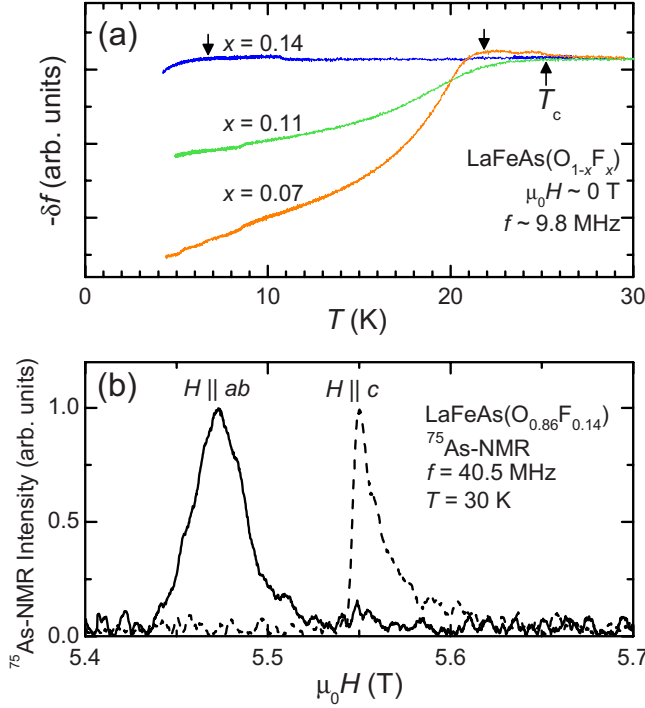 (a)
x = 0.14
x = 0.11
x = 0.07
T_c
LaFeAs(O_{1-x}F_x)
μ_0H ~ 0 T
f ~ 9.8 MHz
-δf (arb. units)
0 10 20 30
T (K)
(b)
H || ab
H || c
LaFeAs(O_{0.86}F_{0.14})
^{75}As-NMR
f = 40.5 MHz
T = 30 K
^{75}As-NMR Intensity (arb. units)
1.0
0.5
0.0
5.4 5.5 5.6 5.7
μ_0H (T)